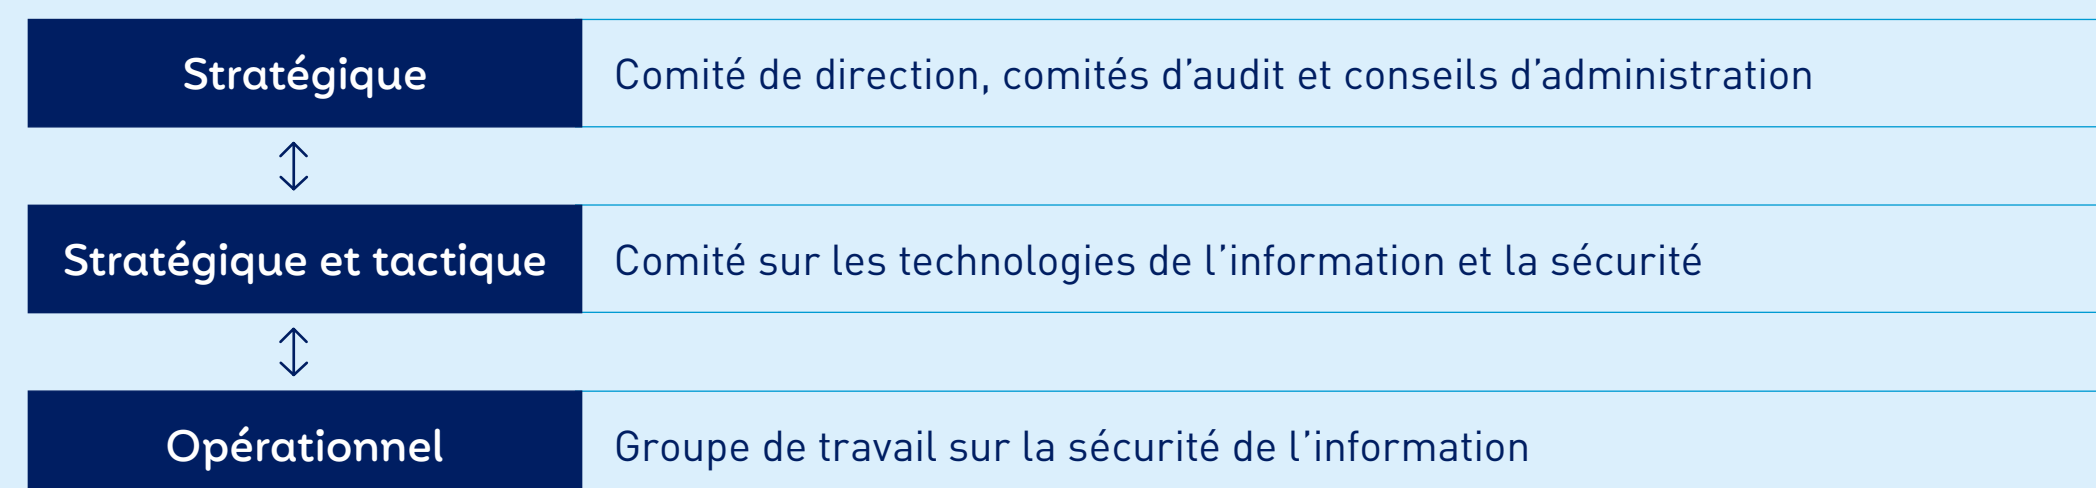 Stratégique
Comité de direction, comités d’audit et conseils d’administration
Stratégique et tactique
Comité sur les technologies de l’information et la sécurité
Opérationnel
Groupe de travail sur la sécurité de l’information